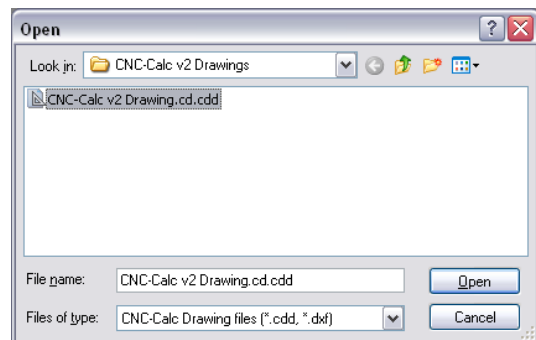 Open
Look in: CNC-Calc v2 Drawings
CNC-Calc v2 Drawing.cd.cdd
File name: CNC-Calc v2 Drawing.cd.cdd Open
Files of type: CNC-Calc Drawing files (*.cdd, *.dxf) Cancel